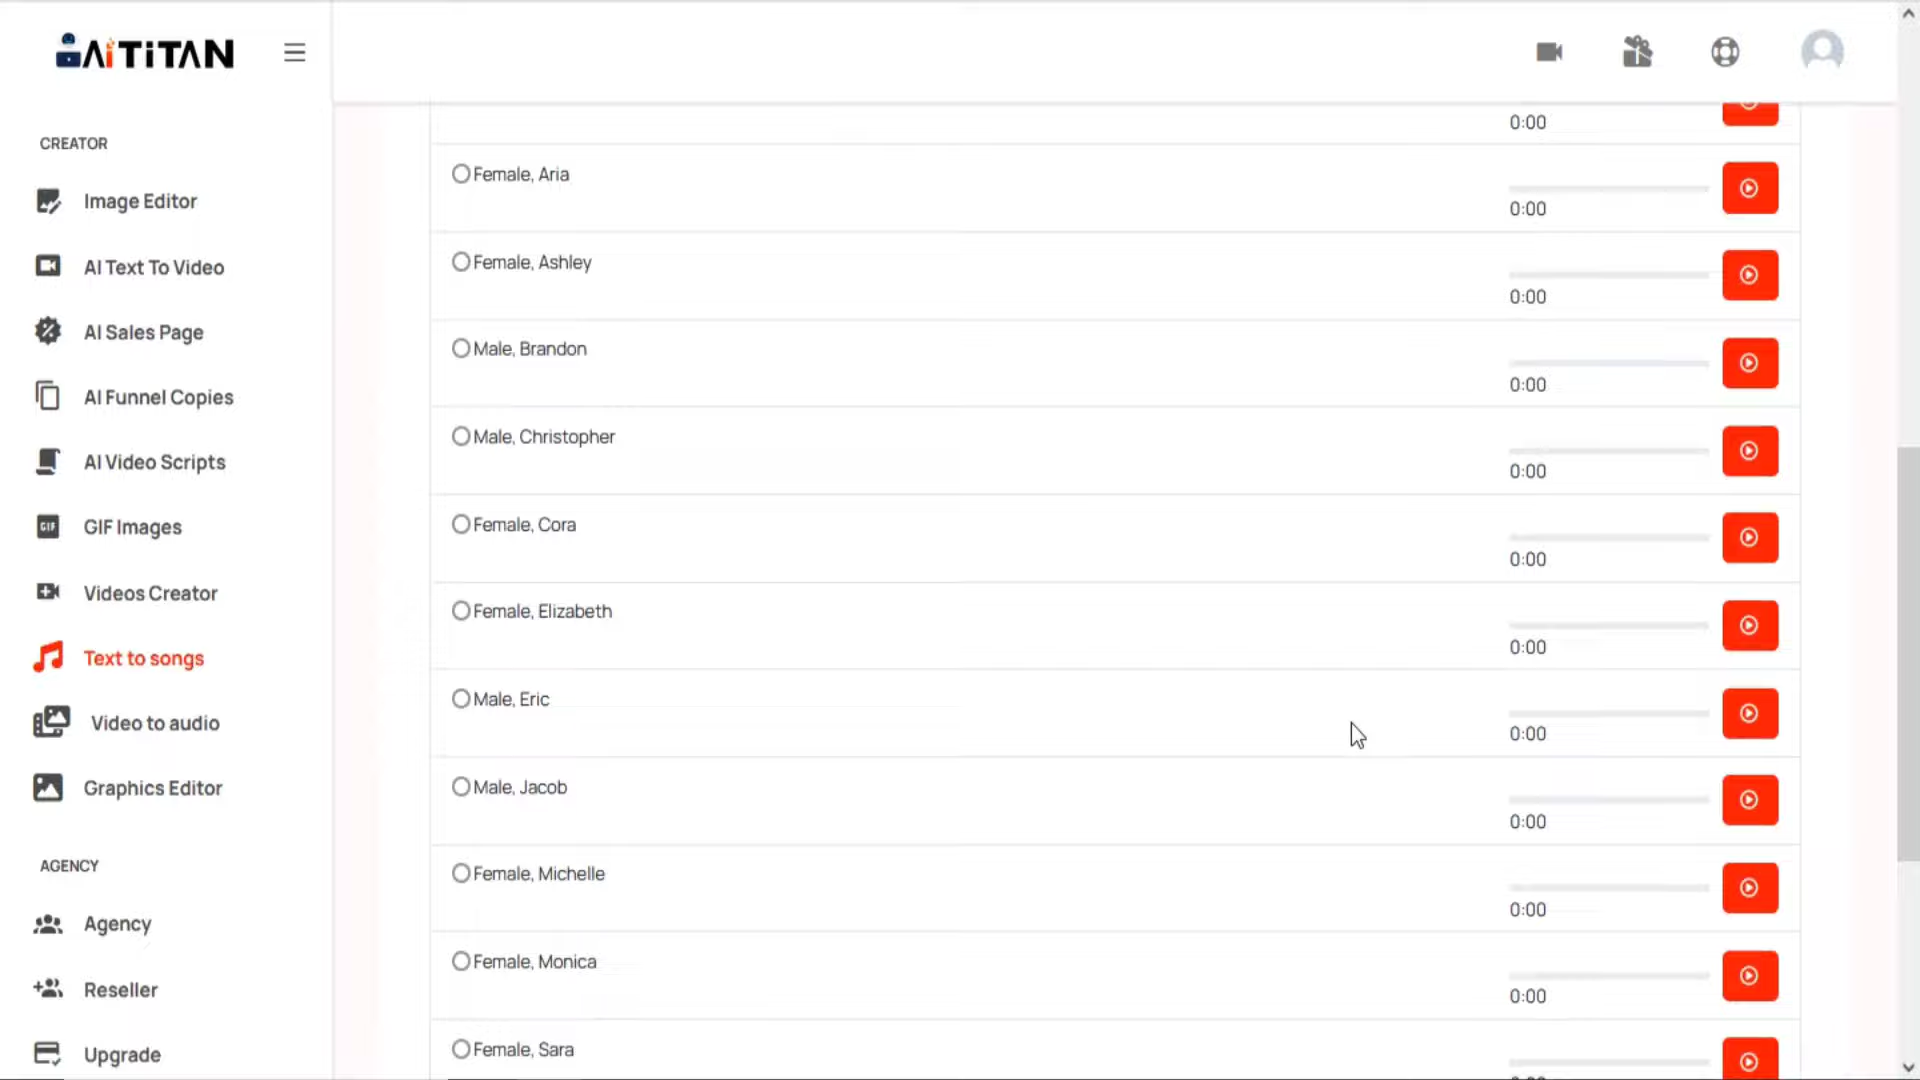 AiTiTAN
CREATOR
Image Editor
AI Text To Video
AI Sales Page
AI Funnel Copies
AI Video Scripts
GIF
GIF Images
Videos Creator
Text to songs
Video to audio
Graphics Editor
AGENCY
Agency
Reseller
Upgrade
0:00
Female, Aria
0:00
Female, Ashley
0:00
Male, Brandon
0:00
Male, Christopher
0:00
Female, Cora
0:00
Female, Elizabeth
0:00
Male, Eric
0:00
Male, Jacob
0:00
Female, Michelle
0:00
Female, Monica
0:00
Female, Sara